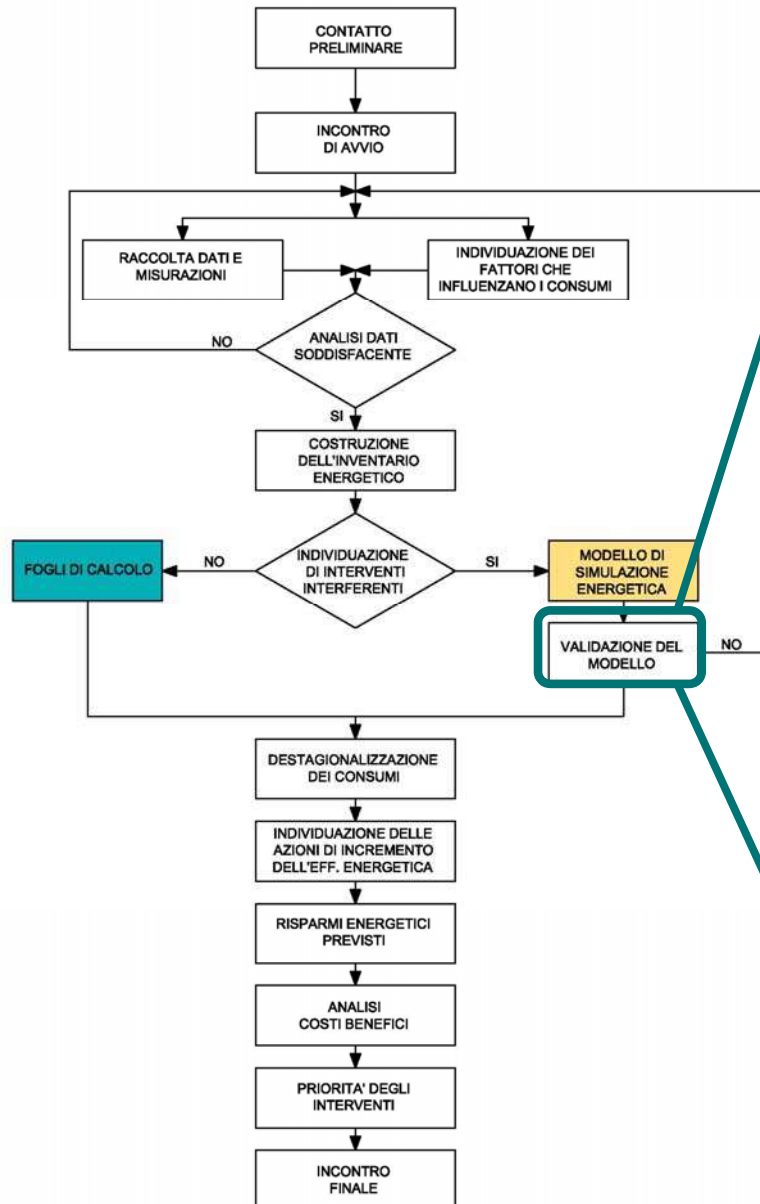 CONTATTO
PRELIMINARE
INCONTRO
DI AVVIO
RACCOLTA DATI E
MISURAZIONI
INDIVIDUAZIONE DEI
FATTORI CHE
INFLUENZANO I CONSUMI
NO
ANALISI DATI
SODDISFACENTE
SI
COSTRUZIONE
DELL'INVENTARIO
ENERGETICO
FOGLI DI CALCOLO
NO
INDIVIDUAZIONE
DI INTERVENTI
INTERFERENTI
SI
MODELLO DI
SIMULAZIONE
ENERGETICA
VALIDAZIONE DEL
MODELLO
NO
DESTAGIONALIZZAZIONE
DEI CONSUMI
INDIVIDUAZIONE DELLE
AZIONI DI INCREMENTO
DELL'EFF. ENERGETICA
RISPARMI ENERGETICI
PREVISTI
ANALISI
COSTI BENEFICI
PRIORITA' DEGLI
INTERVENTI
INCONTRO
FINALE